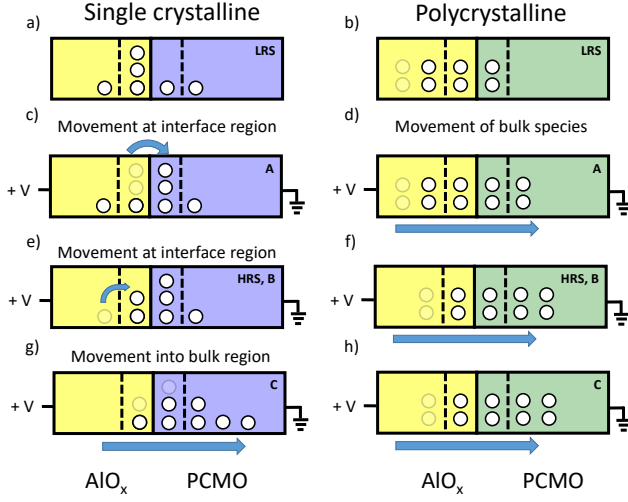 Single crystalline
Polycrystalline
a)
LRS
b)
LRS
c)
Movement at interface region
+ V
A
d)
Movement of bulk species
+ V
A
e)
Movement at interface region
+ V
HRS, B
f)
+ V
HRS, B
g)
Movement into bulk region
+ V
C
h)
+ V
C
AlOx
PCMO
AlOx
PCMO